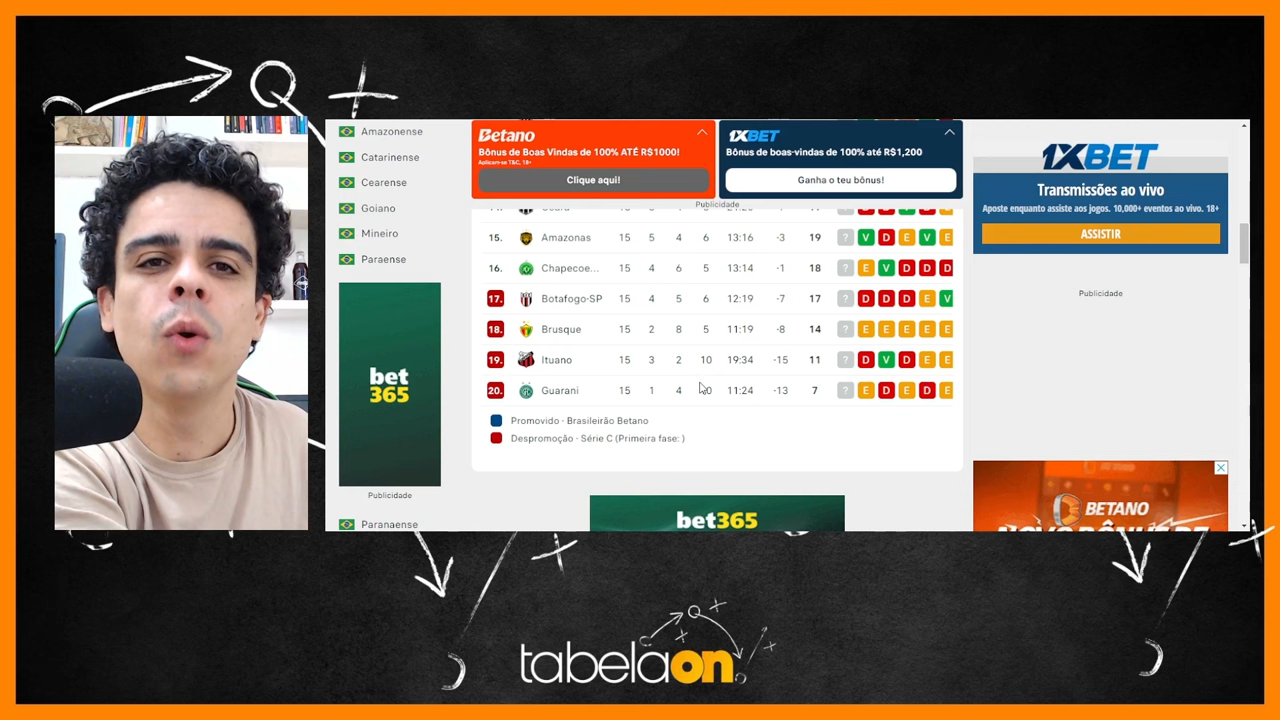 Amazonense
Catarinense
Cearense
Goiano
Mineiro
Paraense
bet
365
Publicidade
Paranaense
Betano
Bônus de Boas Vindas de 100% ATÉ R$1000!
Aplicam-se T&C, 18+
Clique aqui!
1XBET
Bônus de boas-vindas de 100% até R$1,200
Ganha o teu bônus!
Publicidade
15. Amazonas 15 5 4 6 13:16 -3 19 ? V D E V E
16. Chapecoe... 15 4 6 5 13:14 -1 18 ? E V D D D
17. Botafogo-SP 15 4 5 6 12:19 -7 17 ? D D D E V
18. Brusque 15 2 8 5 11:19 -8 14 ? E E E E E
19. Ituano 15 3 2 10 19:34 -15 11 ? D V D E E
20. Guarani 15 1 4 11:24 -13 7 ? E D E D E
Promovido - Brasileirão Betano
Despromoção - Série C (Primeira fase: )
bet365
1XBET
Transmissões ao vivo
Aposte enquanto assiste aos jogos. 10,000+ eventos ao vivo. 18+
ASSISTIR
Publicidade
BETANO
tabelaon